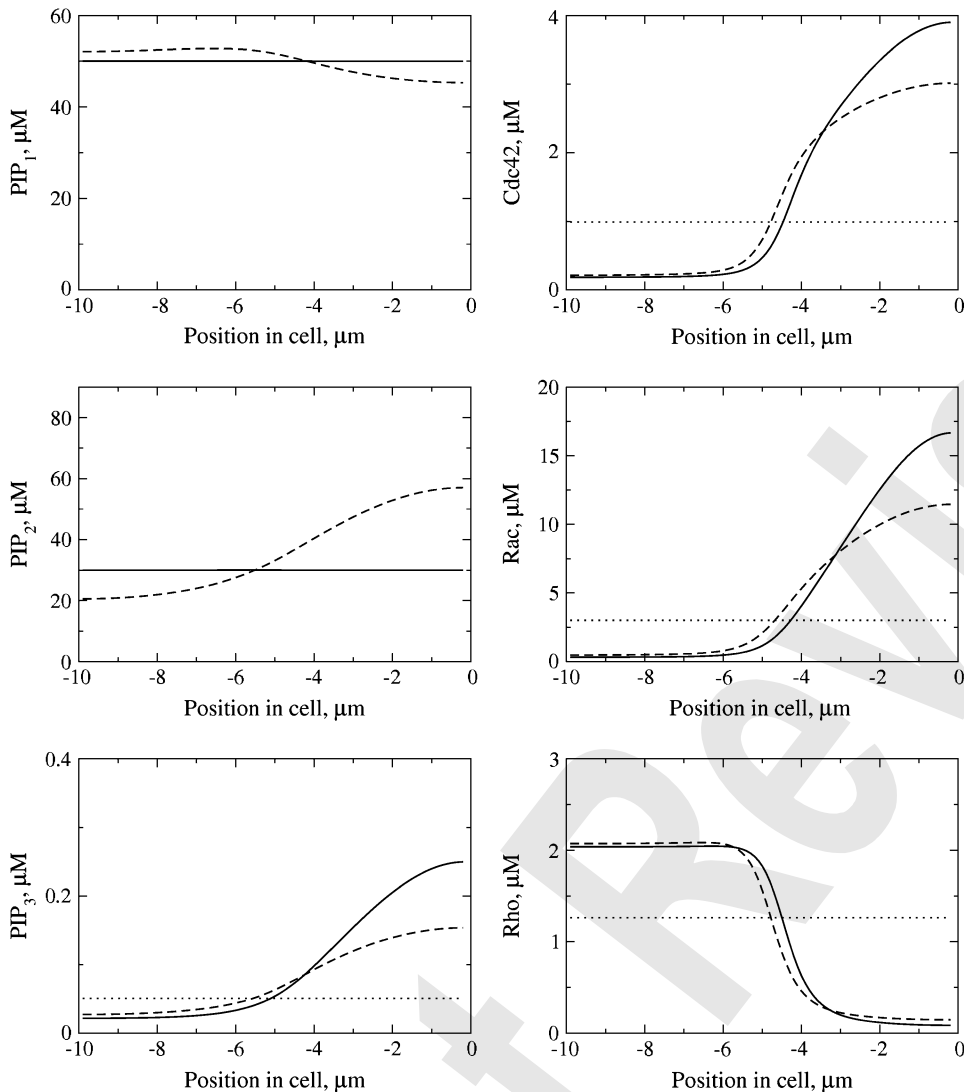 60
40
20
0
PIP1, μM
-10 -8 -6 -4 -2 0
Position in cell, μm
4
2
0
Cdc42, μM
-10 -8 -6 -4 -2 0
Position in cell, μm
80
60
40
20
0
PIP2, μM
-10 -8 -6 -4 -2 0
Position in cell, μm
20
15
10
5
0
Rac, μM
-10 -8 -6 -4 -2 0
Position in cell, μm
0.4
0.2
0
PIP3, μM
-10 -8 -6 -4 -2 0
Position in cell, μm
3
2
1
0
Rho, μM
-10 -8 -6 -4 -2 0
Position in cell, μm